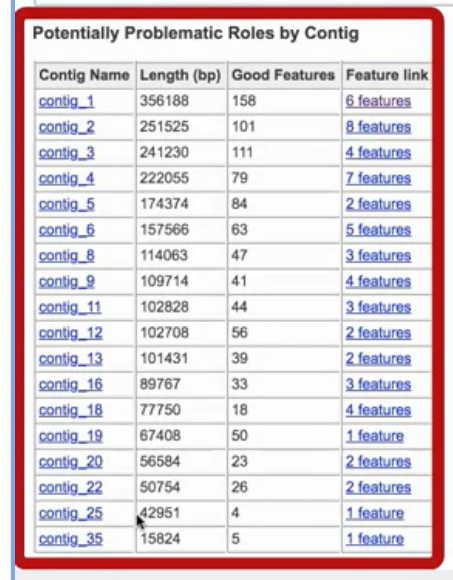 Potentially Problematic Roles by Contig
Contig Name Length (bp) Good Features Feature link
contig_1 356188 158 6 features
contig_2 251525 101 8 features
contig_3 241230 111 4 features
contig_4 222055 79 7 features
contig_5 174374 84 2 features
contig_6 157566 63 5 features
contig_8 114063 47 3 features
contig_9 109714 41 4 features
contig_11 102828 44 3 features
contig_12 102708 56 2 features
contig_13 101431 39 2 features
contig_16 89767 33 3 features
contig_18 77750 18 4 features
contig_19 67408 50 1 feature
contig_20 56584 23 2 features
contig_22 50754 26 2 features
contig_25 42951 4 1 feature
contig_35 15824 5 1 feature